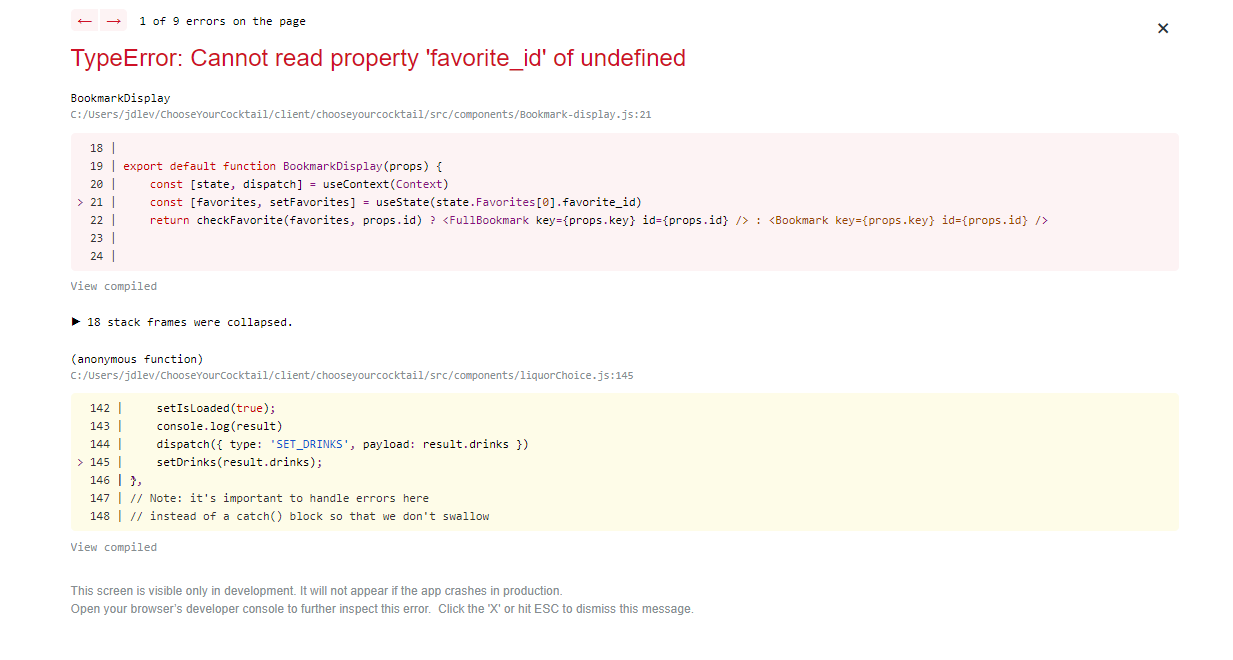 ← → 1 of 9 errors on the page
✕
TypeError: Cannot read property 'favorite_id' of undefined
BookmarkDisplay
C:/Users/jdlev/ChooseYourCocktail/client/chooseyourcocktail/src/components/Bookmark-display.js:21
18 |
19 | export default function BookmarkDisplay(props) {
20 |     const [state, dispatch] = useContext(Context)
> 21 |     const [favorites, setFavorites] = useState(state.Favorites[0].favorite_id)
22 |     return checkFavorite(favorites, props.id) ? <FullBookmark key={props.key} id={props.id} /> : <Bookmark key={props.key} id={props.id} />
23 |
24 |
View compiled
▶ 18 stack frames were collapsed.
(anonymous function)
C:/Users/jdlev/ChooseYourCocktail/client/chooseyourcocktail/src/components/liquorChoice.js:145
142 |     setIsLoaded(true);
143 |     console.log(result)
144 |     dispatch({ type: 'SET_DRINKS', payload: result.drinks })
> 145 |     setDrinks(result.drinks);
146 | },
147 | // Note: it's important to handle errors here
148 | // instead of a catch() block so that we don't swallow
View compiled
This screen is visible only in development. It will not appear if the app crashes in production.
Open your browser's developer console to further inspect this error.  Click the 'X' or hit ESC to dismiss this message.